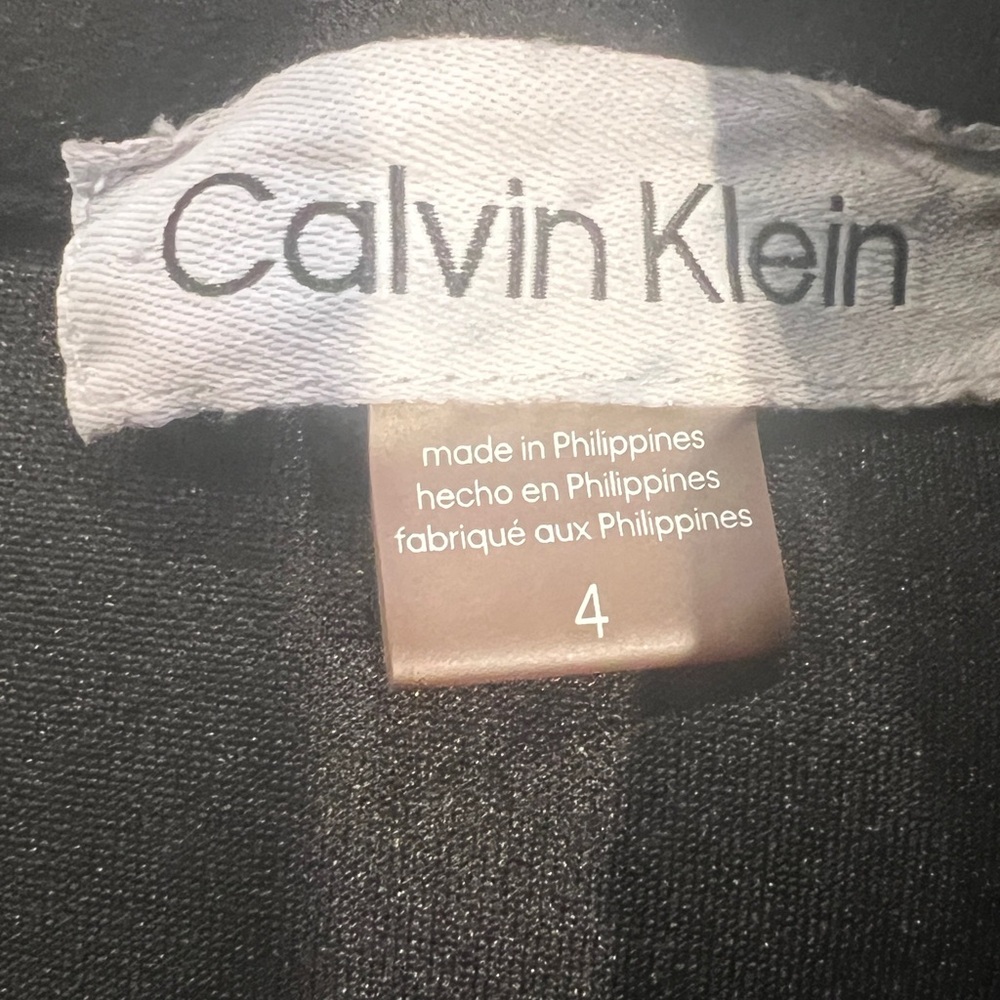 Calvin Klein
made in Philippines
hecho en Philippines
fabriqué aux Philippines
4